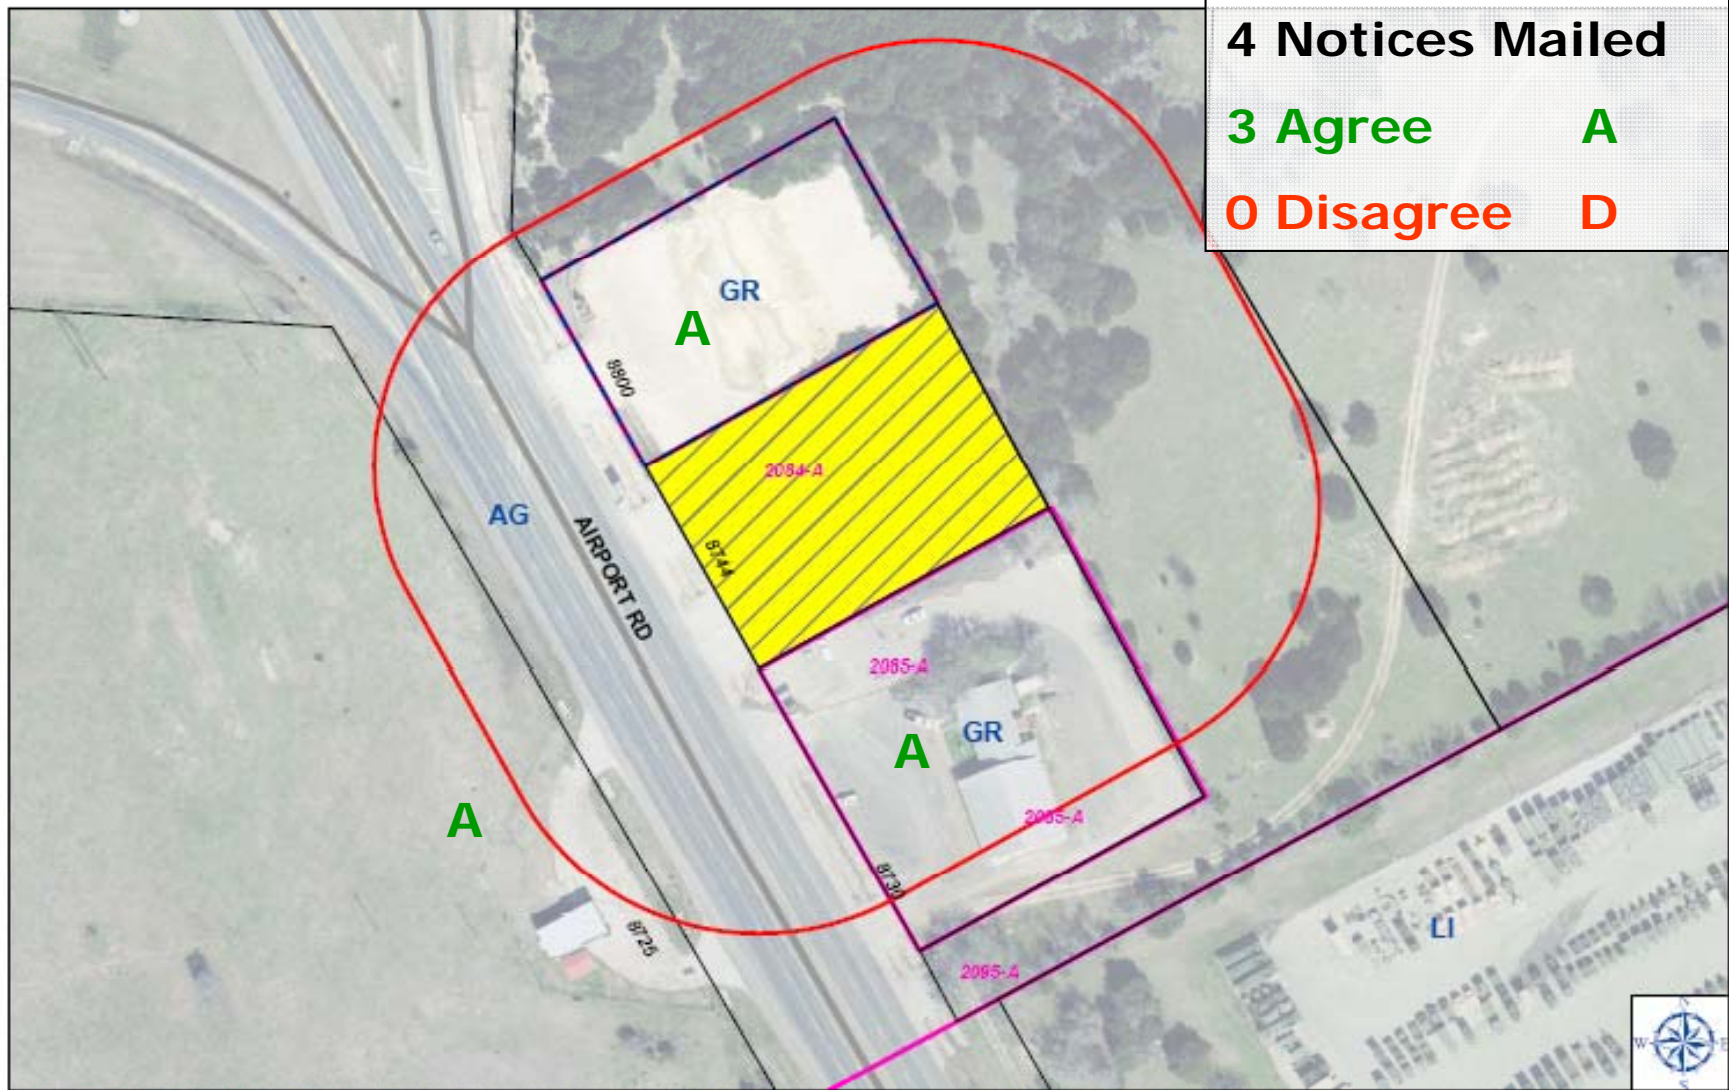 4 Notices Mailed
3 Agree A
0 Disagree D
GR
A
8800
2084-A
AG
AIRPORT RD
8744
2085-A
GR
A
A
2085-A
8730
8725
LI
2095-A
N
W E